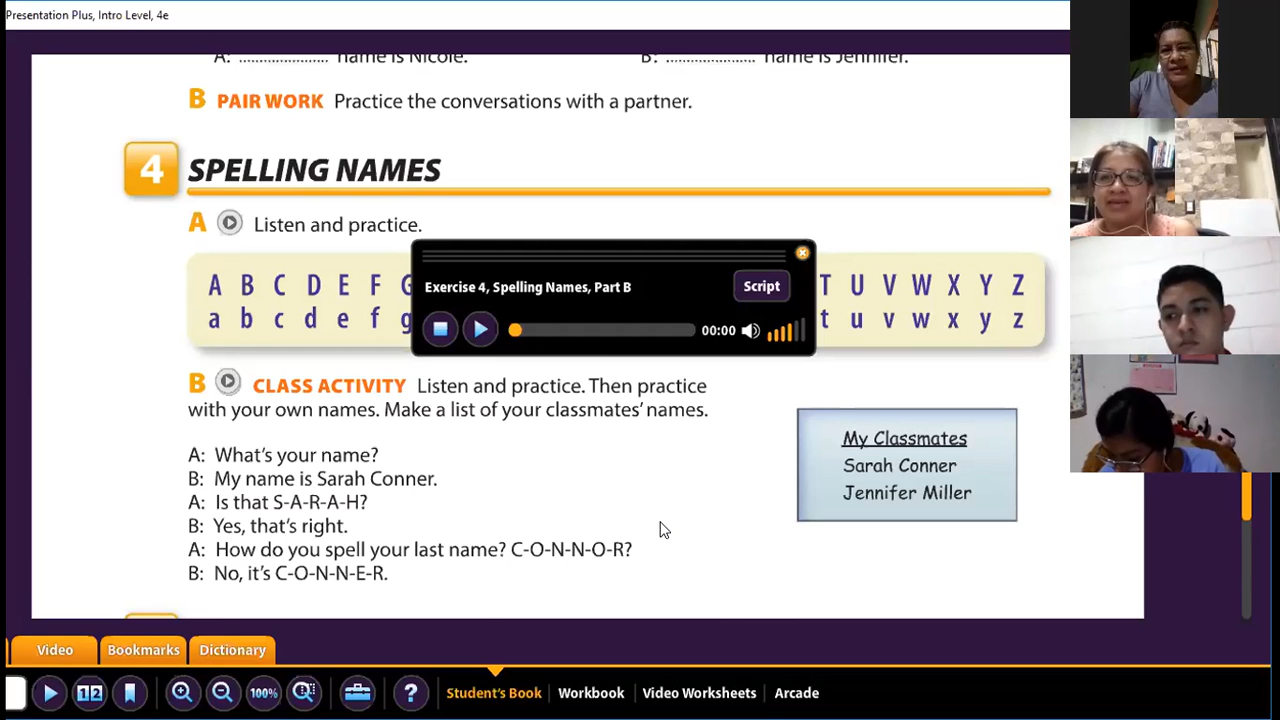 Presentation Plus, Intro Level, 4e
A: ...................... name is Nicole.
B: ...................... name is Jennifer.
B PAIR WORK Practice the conversations with a partner.
4 SPELLING NAMES
A Listen and practice.
A B C D E F G T U V W X Y Z
a b c d e f g t u v w x y z
Exercise 4, Spelling Names, Part B
Script
00:00
B CLASS ACTIVITY Listen and practice. Then practice
with your own names. Make a list of your classmates' names.
A: What's your name?
B: My name is Sarah Conner.
A: Is that S-A-R-A-H?
B: Yes, that's right.
A: How do you spell your last name? C-O-N-N-O-R?
B: No, it's C-O-N-N-E-R.
My Classmates
Sarah Conner
Jennifer Miller
Video Bookmarks Dictionary
1 2 100% ? Student's Book Workbook Video Worksheets Arcade